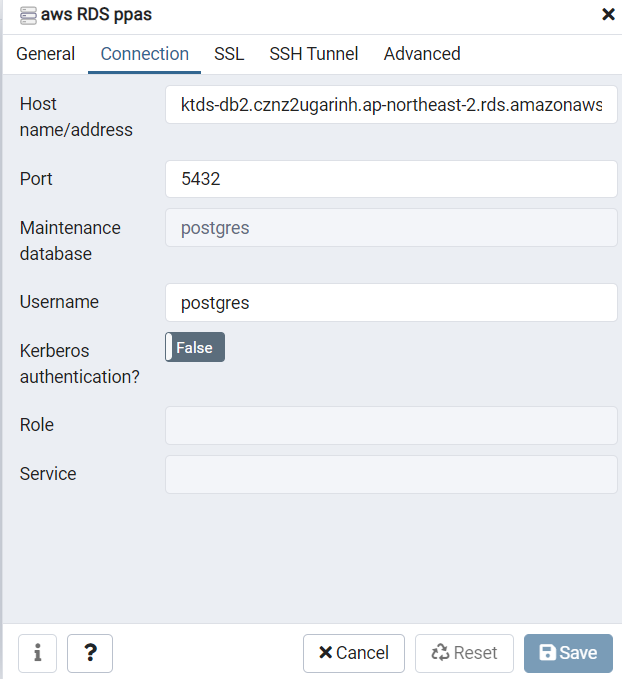 aws RDS ppas
General Connection SSL SSH Tunnel Advanced
Host name/address
ktds-db2.cznz2ugarinh.ap-northeast-2.rds.amazonaws
Port
5432
Maintenance database
postgres
Username
postgres
Kerberos authentication?
False
Role
Service
i ? Cancel Reset Save